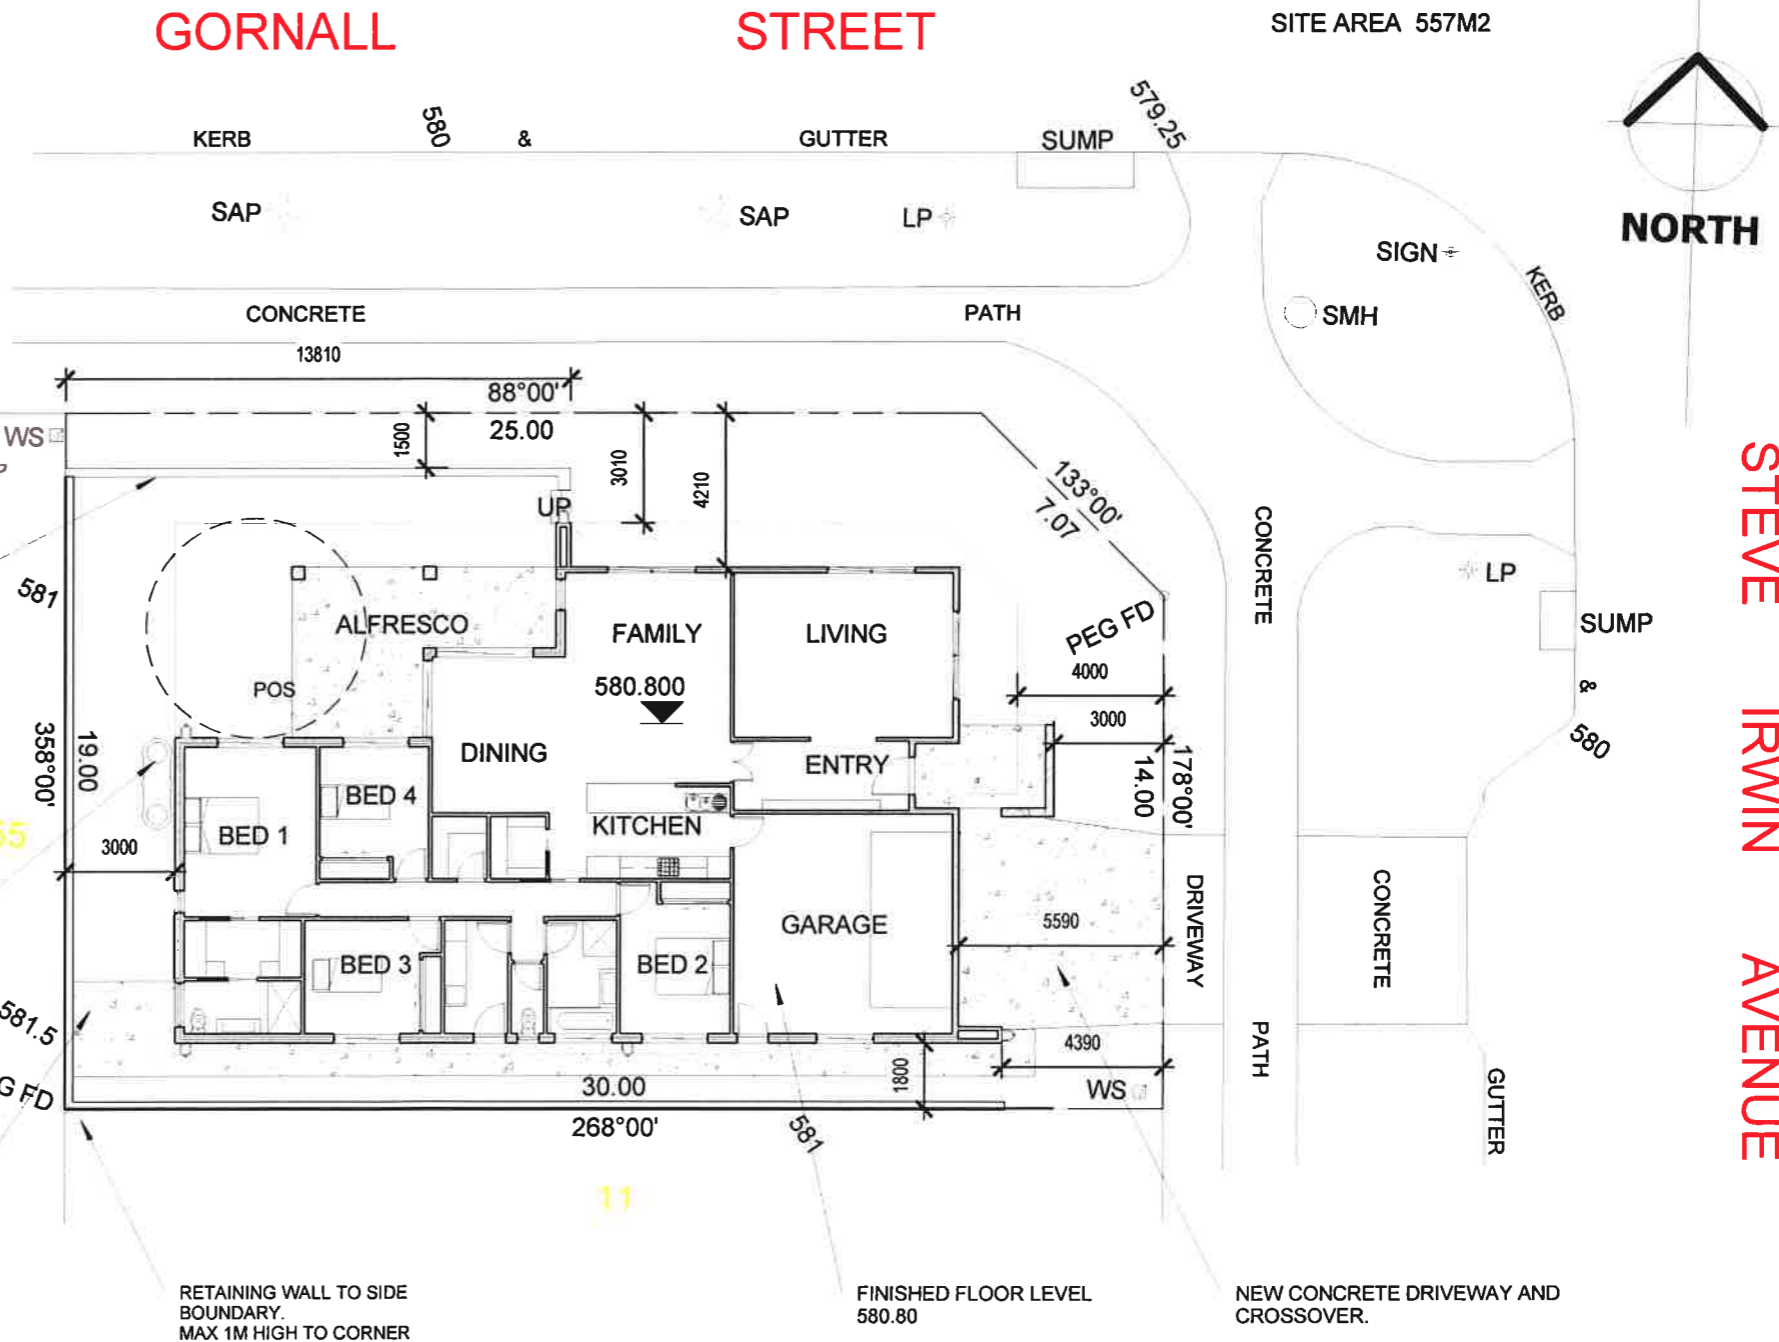 GORNALL STREET
SITE AREA 557M2
NORTH
KERB 580 & GUTTER SUMP 579.25
SAP SAP LP
SIGN
KERB
SMH
CONCRETE PATH
13810
88°00'
25.00
WS
1500
3010
4210
133°00'
7.07
UP
CONCRETE
STEVE IRWIN AVENUE
LP
SUMP
&
580
581
ALFRESCO FAMILY LIVING
PEG FD
4000
POS
580.800
3000
358°00'
19.00
DINING
ENTRY
178°00'
14.00
BED 4
BED 1
KITCHEN
55
3000
DRIVEWAY
CONCRETE
GARAGE
5590
BED 3 BED 2
581.5
PATH
4390
1800
G FD
30.00
WS
GUTTER
268°00'
581
11
RETAINING WALL TO SIDE
BOUNDARY.
MAX 1M HIGH TO CORNER
FINISHED FLOOR LEVEL
580.80
NEW CONCRETE DRIVEWAY AND
CROSSOVER.